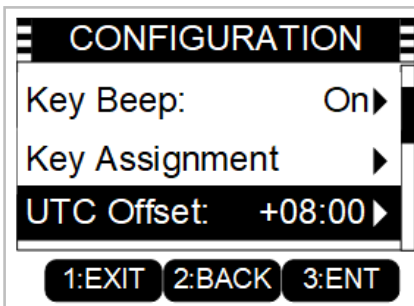 CONFIGURATION
Key Beep: On
Key Assignment
UTC Offset: +08:00
1:EXIT 2:BACK 3:ENT